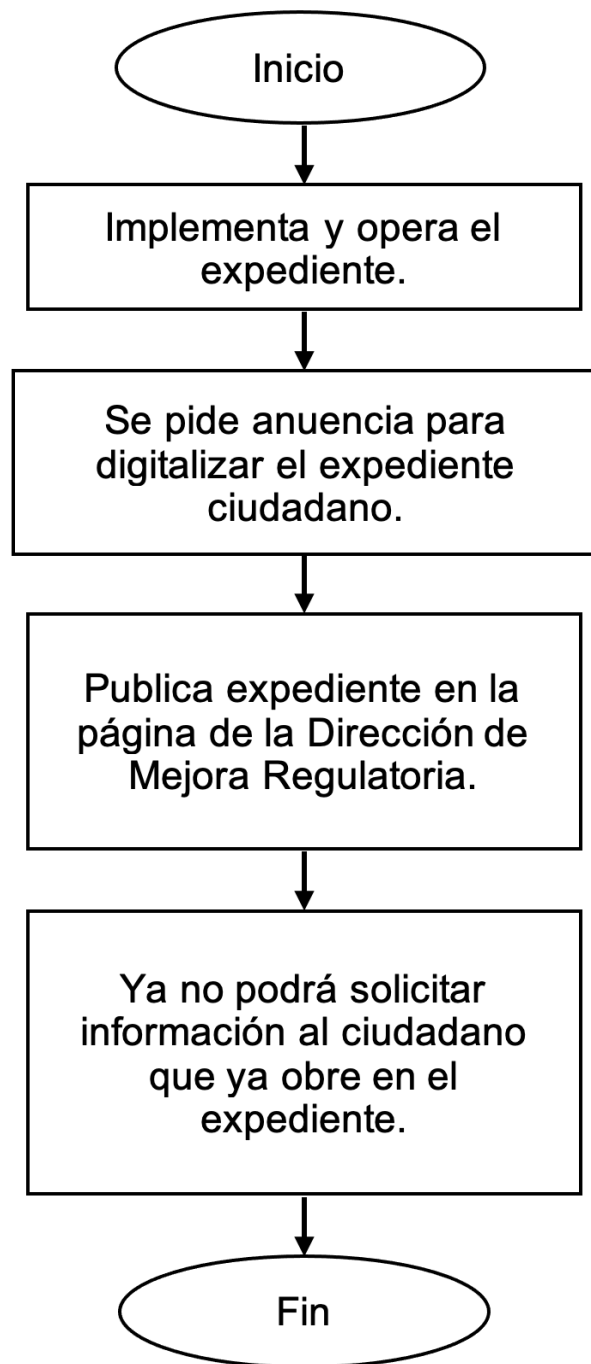 Inicio
Implementa y opera el
expediente.
Se pide anuencia para
digitalizar el expediente
ciudadano.
Publica expediente en la
página de la Dirección de
Mejora Regulatoria.
Ya no podrá solicitar
información al ciudadano
que ya obre en el
expediente.
Fin